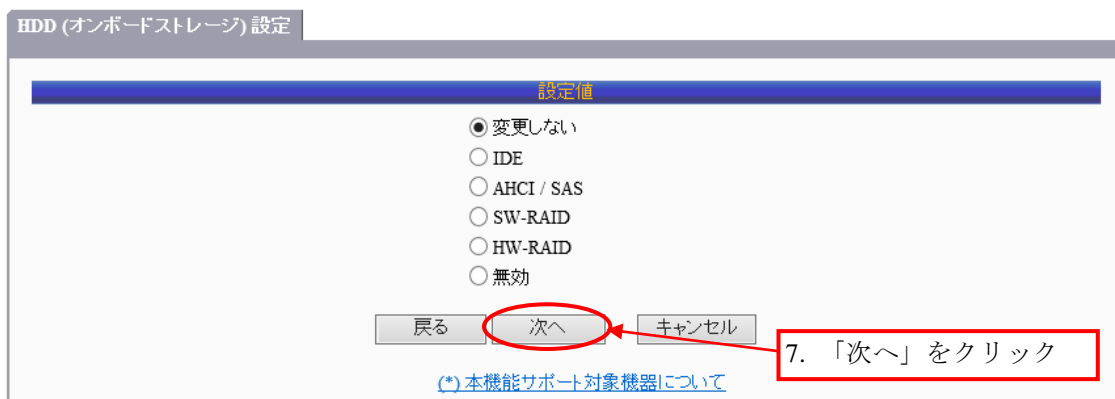 HDD (オンボードストレージ) 設定
設定値
変更しない
IDE
AHCI / SAS
SW-RAID
HW-RAID
無効
戻る 次へ キャンセル
7. 「次へ」をクリック
(*) 本機能サポート対象機器について